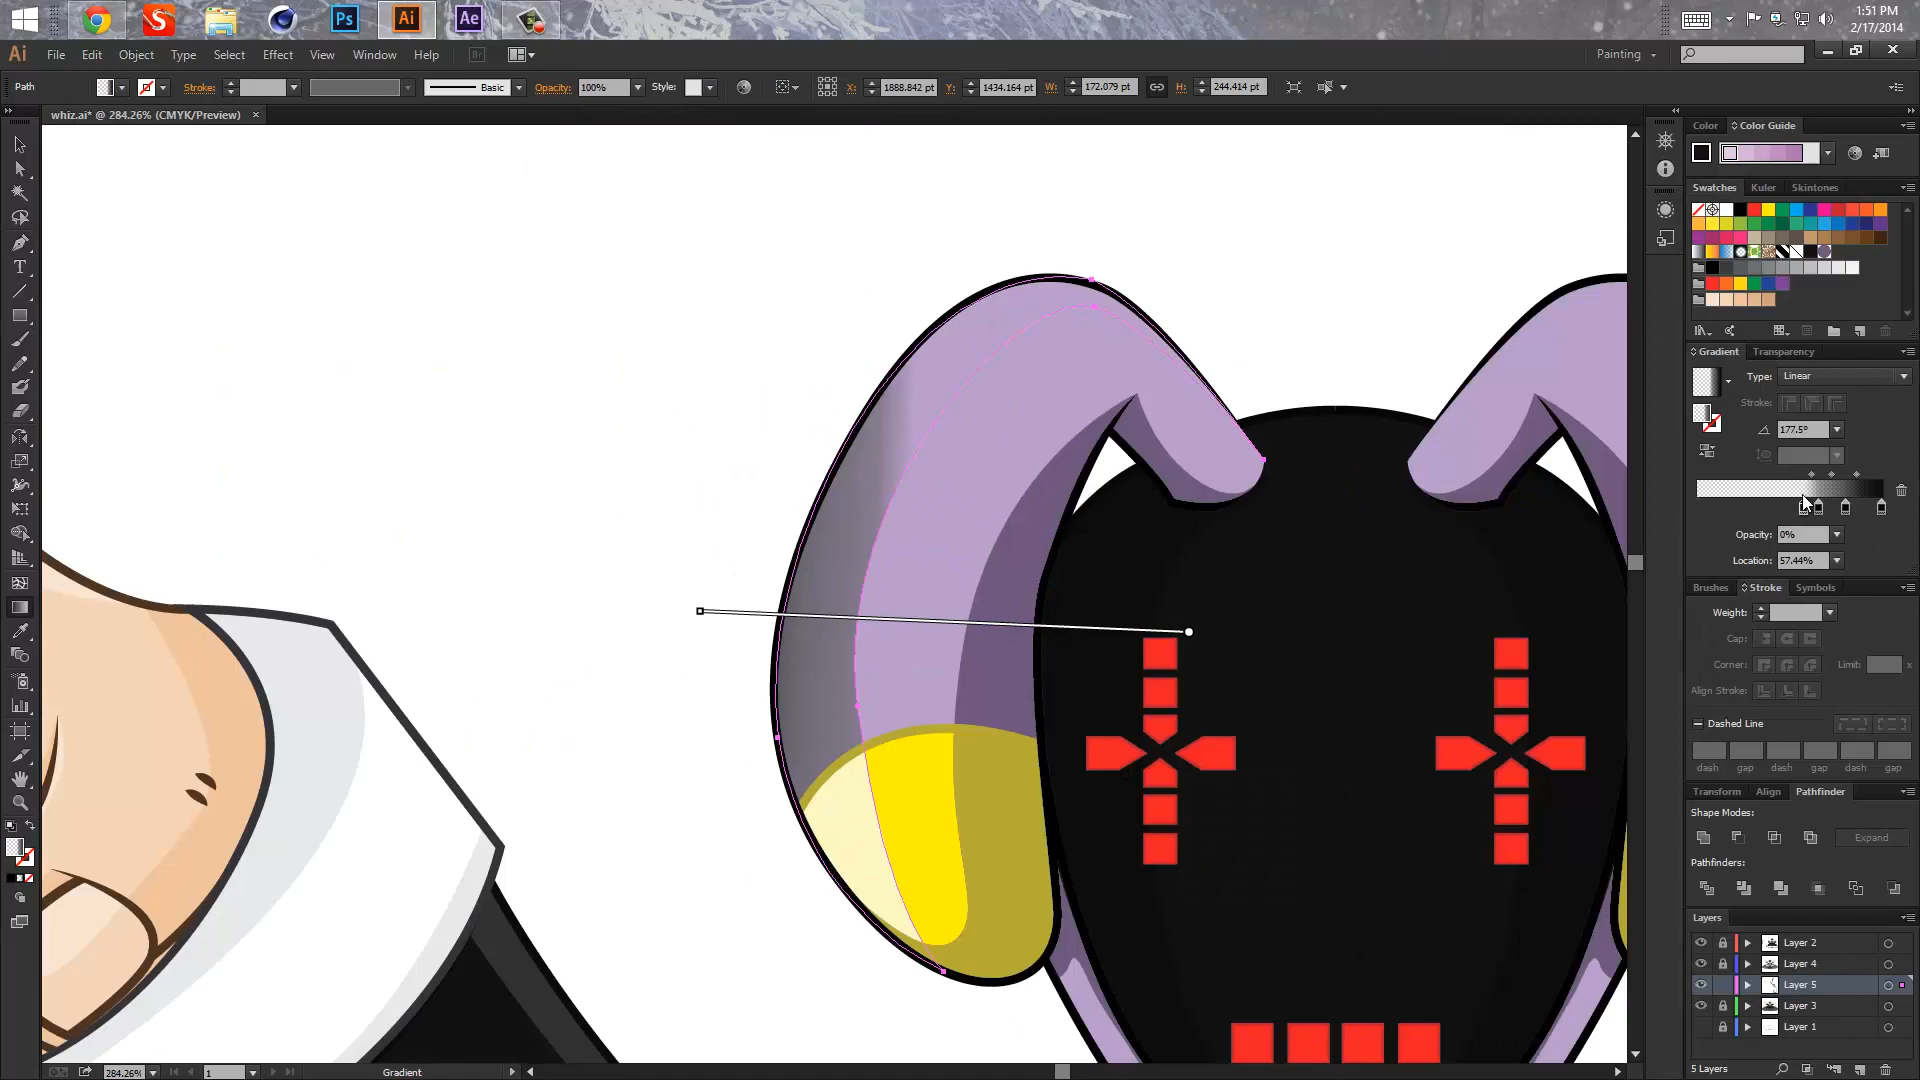 Ps Ai Ae
1:51 PM
2/17/2014
Ai File Edit Object Type Select Effect View Window Help Br Painting
Path Stroke: Basic Opacity: 100% Style: X: 1888.842 pt Y: 1434.164 pt W: 172.079 pt H: 244.414 pt
whiz.ai* @ 284.26% (CMYK/Preview) ×
Color Color Guide
Swatches Kuler Skintones
Gradient Transparency
Type: Linear
Stroke:
177.5°
Opacity: 0%
Location: 57.44%
Brushes Stroke Symbols
Weight:
Cap:
Corner: Limit: x
Align Stroke:
Dashed Line
dash gap dash gap dash gap
Transform Align Pathfinder
Shape Modes:
Expand
Pathfinders:
Layers
Layer 2
Layer 4
Layer 5
Layer 3
Layer 1
5 Layers
284.26% 1 Gradient